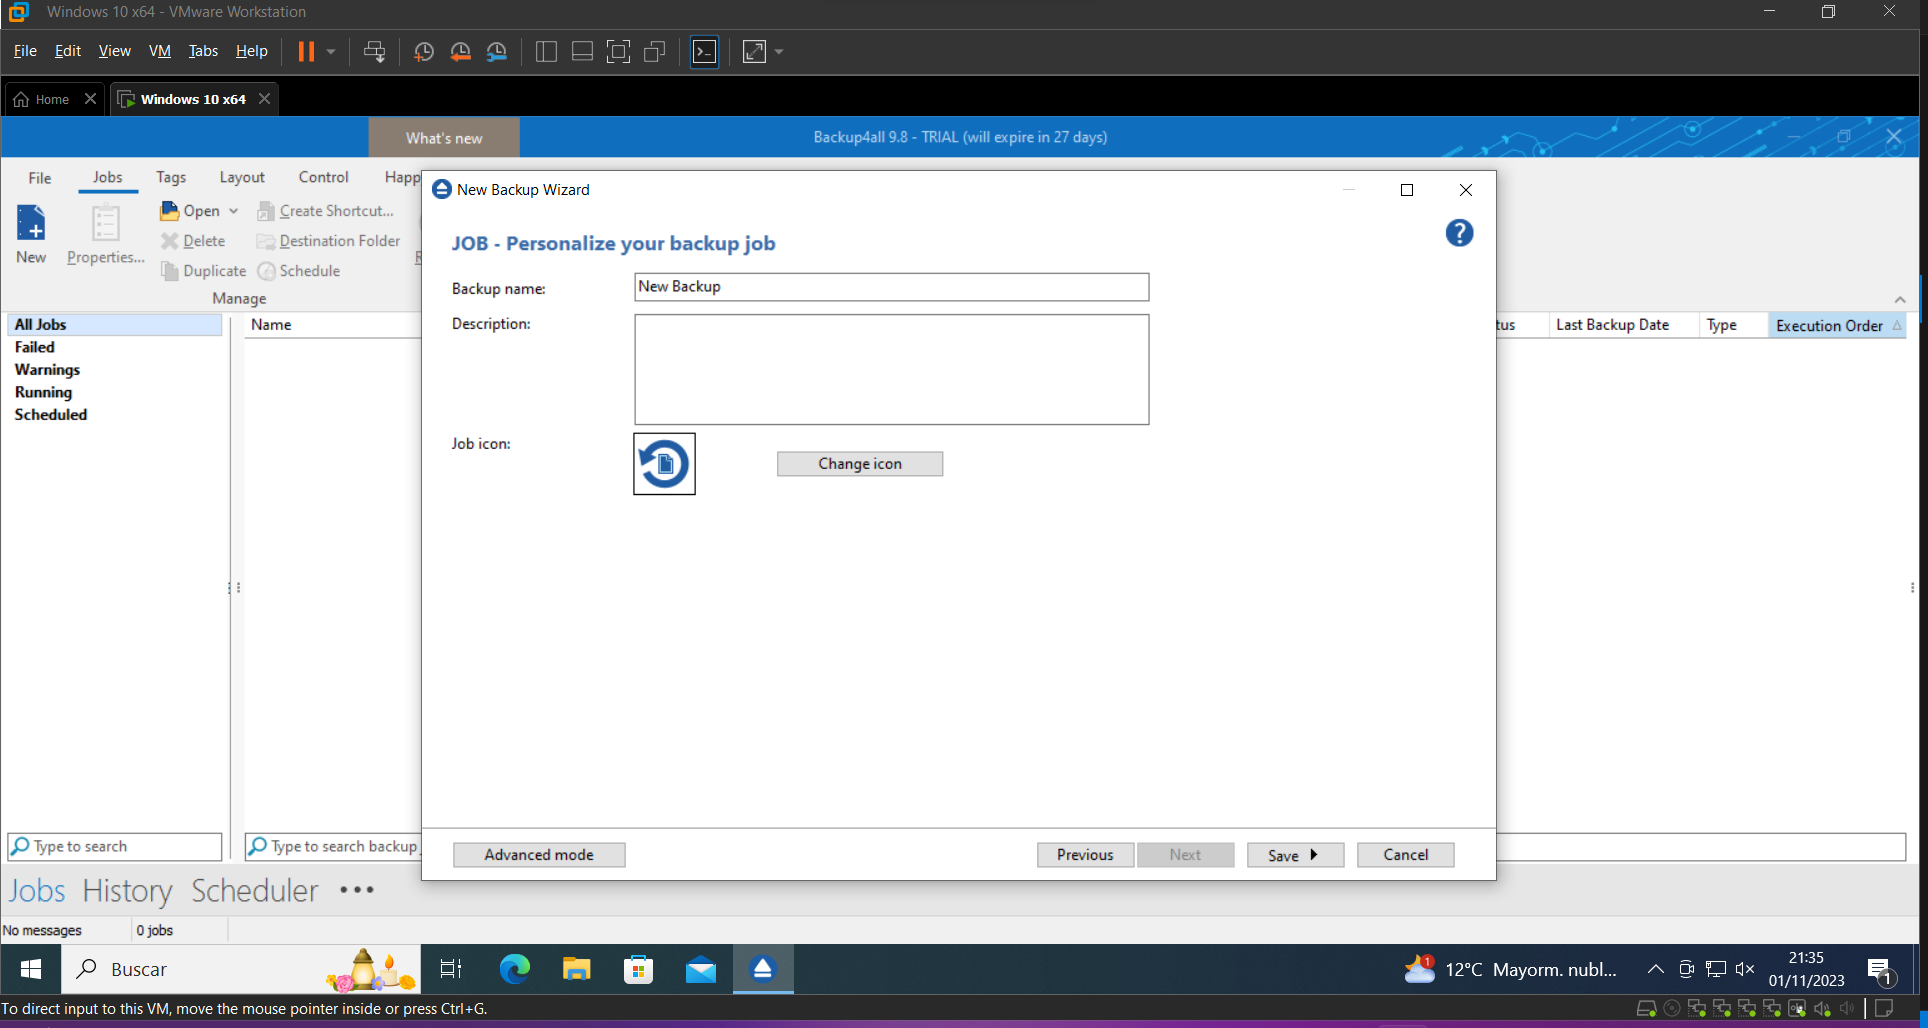 Windows 10 x64 - VMware Workstation
File Edit View VM Tabs Help
Home Windows 10 x64
What's new Backup4all 9.8 - TRIAL (will expire in 27 days)
File Jobs Tags Layout Control Happ
New Backup Wizard
Open Create Shortcut...
Delete Destination Folder
New Properties...
Duplicate Schedule
Manage
JOB - Personalize your backup job
?
Backup name: New Backup
Description:
Job icon:
Change icon
All Jobs
Failed
Warnings
Running
Scheduled
Name tus Last Backup Date Type Execution Order
Type to search Type to search backup
Advanced mode Previous Next Save Cancel
Jobs History Scheduler •••
No messages 0 jobs
Buscar 1 12°C Mayorm. nubl... 21:35
01/11/2023 1
To direct input to this VM, move the mouse pointer inside or press Ctrl+G.